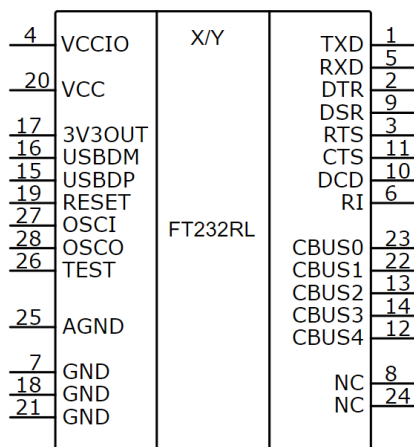 X/Y
FT232RL
4 VCCIO
20 VCC
17 3V3OUT
16 USBDM
15 USBDP
19 RESET
27 OSCI
28 OSCO
26 TEST
25 AGND
7 GND
18 GND
21 GND
TXD 1
RXD 5
DTR 2
DSR 9
RTS 3
CTS 11
DCD 10
RI 6
CBUS0 23
CBUS1 22
CBUS2 13
CBUS3 14
CBUS4 12
NC 8
NC 24